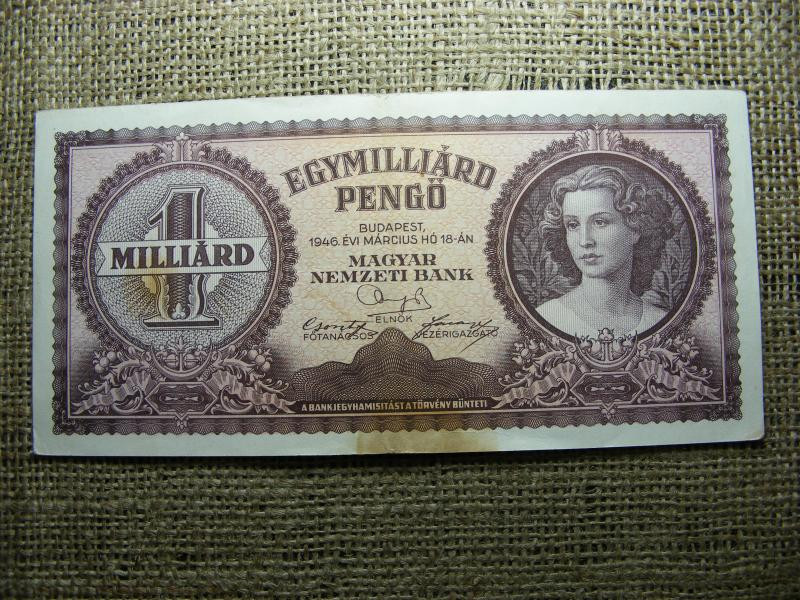 1
MILLIÁRD
EGYMILLIÁRD
PENGŐ
BUDAPEST,
1946. ÉVI MÁRCIUS HÓ 18-ÁN
MAGYAR
NEMZETI BANK
ELNÖK
FŐTANÁCSOS
VEZÉRIGAZGATÓ
A BANKJEGYHAMISITÁST A TÖRVÉNY BÜNTETI